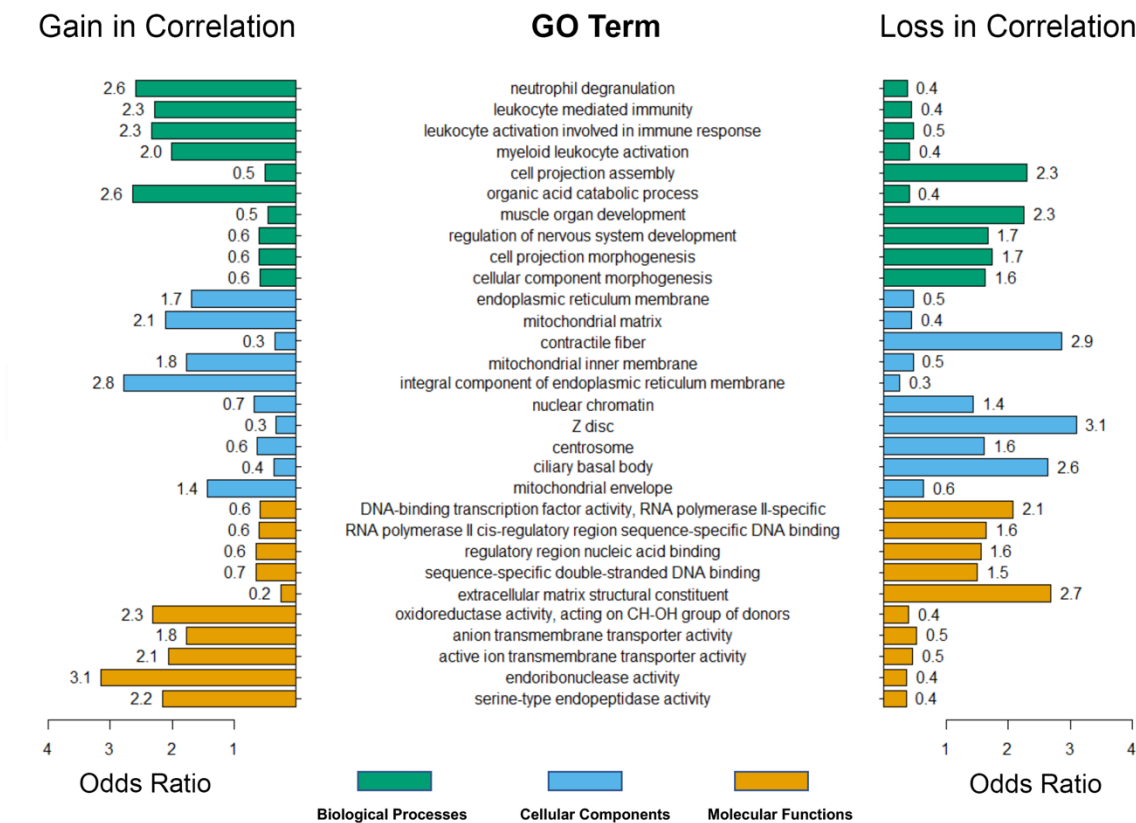 Gain in Correlation GO Term Loss in Correlation
2.6 neutrophil degranulation 0.4
2.3 leukocyte mediated immunity 0.4
2.3 leukocyte activation involved in immune response 0.5
2.0 myeloid leukocyte activation 0.4
0.5 cell projection assembly 2.3
2.6 organic acid catabolic process 0.4
0.5 muscle organ development 2.3
0.6 regulation of nervous system development 1.7
0.6 cell projection morphogenesis 1.7
0.6 cellular component morphogenesis 1.6
1.7 endoplasmic reticulum membrane 0.5
2.1 mitochondrial matrix 0.4
0.3 contractile fiber 2.9
1.8 mitochondrial inner membrane 0.5
2.8 integral component of endoplasmic reticulum membrane 0.3
0.7 nuclear chromatin 1.4
0.3 Z disc 3.1
0.6 centrosome 1.6
0.4 ciliary basal body 2.6
1.4 mitochondrial envelope 0.6
0.6 DNA-binding transcription factor activity, RNA polymerase II-specific 2.1
0.6 RNA polymerase II cis-regulatory region sequence-specific DNA binding 1.6
0.6 regulatory region nucleic acid binding 1.6
0.7 sequence-specific double-stranded DNA binding 1.5
0.2 extracellular matrix structural constituent 2.7
2.3 oxidoreductase activity, acting on CH-OH group of donors 0.4
1.8 anion transmembrane transporter activity 0.5
2.1 active ion transmembrane transporter activity 0.5
3.1 endoribonuclease activity 0.4
2.2 serine-type endopeptidase activity 0.4
4 3 2 1 1 2 3 4
Odds Ratio Odds Ratio
Biological Processes Cellular Components Molecular Functions